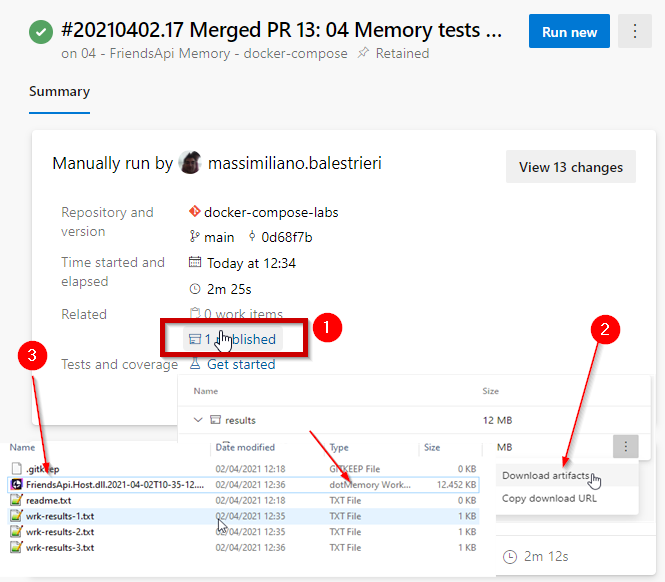 #20210402.17 Merged PR 13: 04 Memory tests ...
on 04 - FriendsApi Memory - docker-compose Retained
Run new
Summary
Manually run by massimiliano.balestrieri
View 13 changes
Repository and version
docker-compose-labs
main 0d68f7b
Time started and elapsed
Today at 12:34
2m 25s
Related
0 work items
1 published
1
2
3
Tests and coverage
Get started
Name Size
results 12 MB
MB
Download artifacts
Copy download URL
2m 12s
Name Date modified Type Size
.gitkeep 02/04/2021 12:18 GITKEEP File 0 KB
FriendsApi.Host.dll.2021-04-02T10-35-12.... 02/04/2021 12:36 dotMemory Work... 12.452 KB
readme.txt 02/04/2021 12:18 TXT File 0 KB
wrk-results-1.txt 02/04/2021 12:35 TXT File 1 KB
wrk-results-2.txt 02/04/2021 12:35 TXT File 1 KB
wrk-results-3.txt 02/04/2021 12:36 TXT File 1 KB